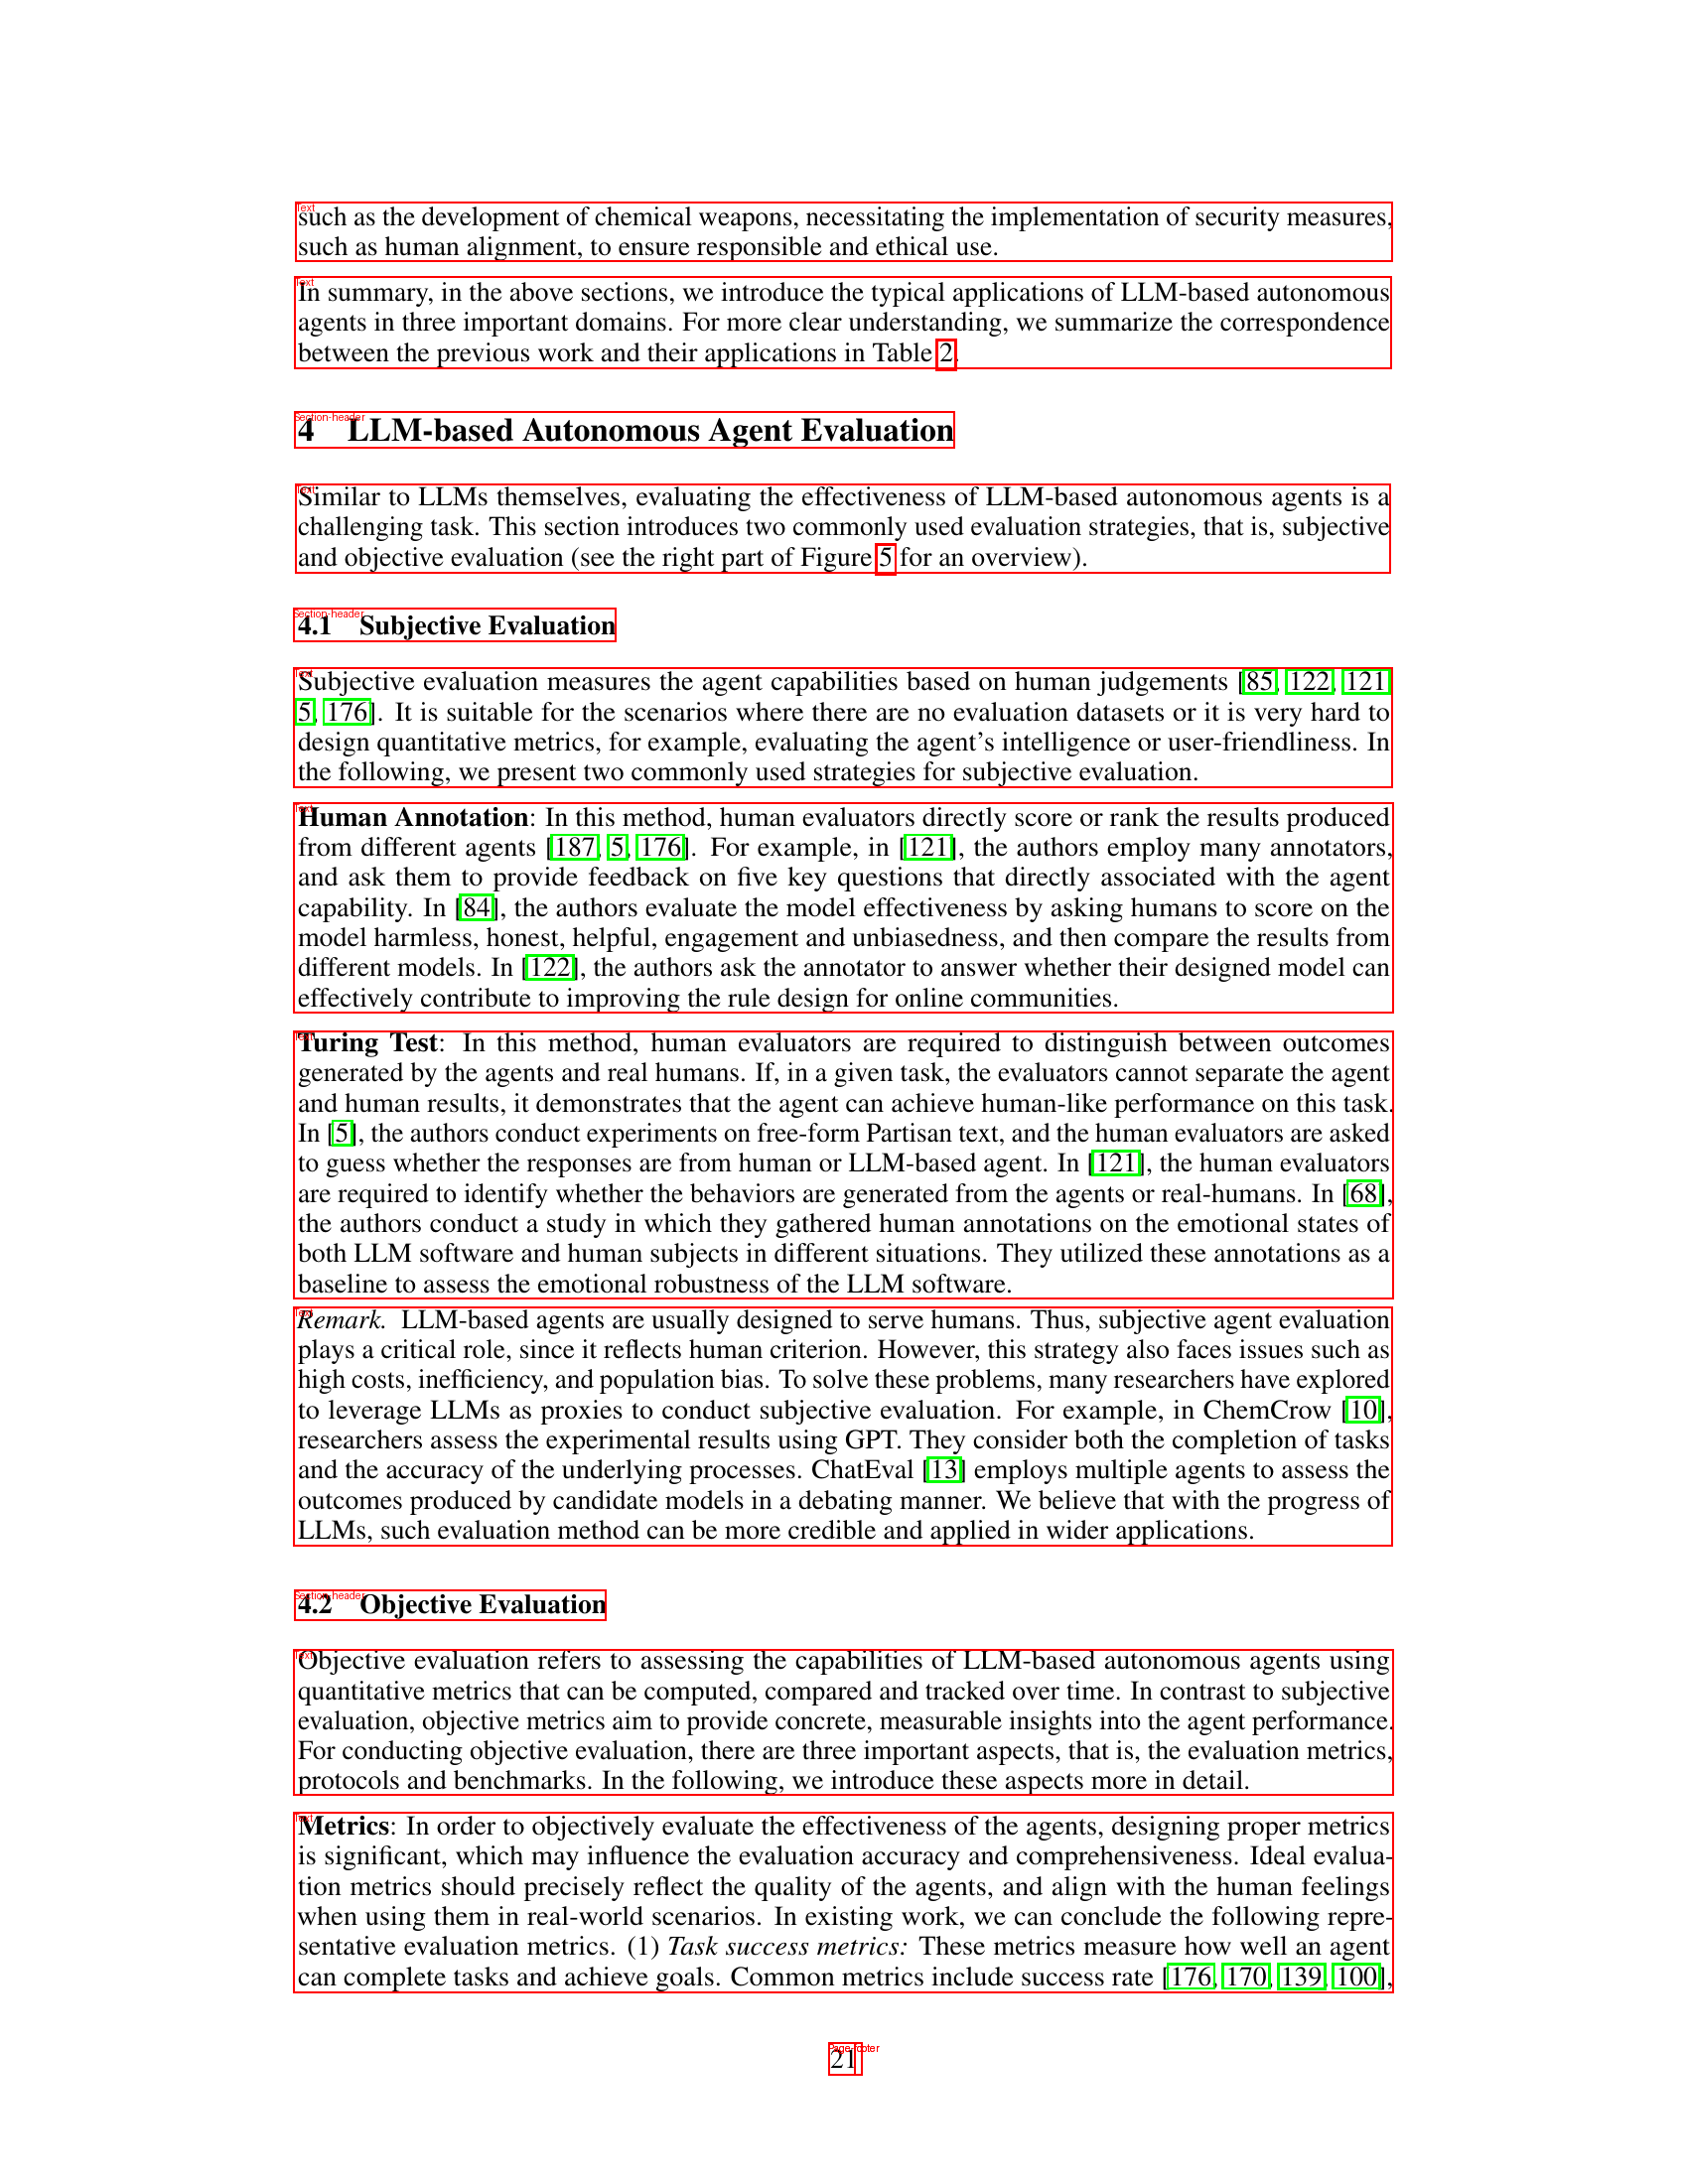 Text
such as the development of chemical weapons, necessitating the implementation of security measures,
such as human alignment, to ensure responsible and ethical use.
Text
In summary, in the above sections, we introduce the typical applications of LLM-based autonomous
agents in three important domains. For more clear understanding, we summarize the correspondence
between the previous work and their applications in Table 2.
Section-header
4 LLM-based Autonomous Agent Evaluation
Text
Similar to LLMs themselves, evaluating the effectiveness of LLM-based autonomous agents is a
challenging task. This section introduces two commonly used evaluation strategies, that is, subjective
and objective evaluation (see the right part of Figure 5 for an overview).
Section-header
4.1 Subjective Evaluation
Text
Subjective evaluation measures the agent capabilities based on human judgements [85, 122, 121
5, 176]. It is suitable for the scenarios where there are no evaluation datasets or it is very hard to
design quantitative metrics, for example, evaluating the agent's intelligence or user-friendliness. In
the following, we present two commonly used strategies for subjective evaluation.
Text
Human Annotation: In this method, human evaluators directly score or rank the results produced
from different agents [187, 5, 176]. For example, in [121], the authors employ many annotators,
and ask them to provide feedback on five key questions that directly associated with the agent
capability. In [84], the authors evaluate the model effectiveness by asking humans to score on the
model harmless, honest, helpful, engagement and unbiasedness, and then compare the results from
different models. In [122], the authors ask the annotator to answer whether their designed model can
effectively contribute to improving the rule design for online communities.
Text
Turing Test: In this method, human evaluators are required to distinguish between outcomes
generated by the agents and real humans. If, in a given task, the evaluators cannot separate the agent
and human results, it demonstrates that the agent can achieve human-like performance on this task.
In [5], the authors conduct experiments on free-form Partisan text, and the human evaluators are asked
to guess whether the responses are from human or LLM-based agent. In [121], the human evaluators
are required to identify whether the behaviors are generated from the agents or real-humans. In [68],
the authors conduct a study in which they gathered human annotations on the emotional states of
both LLM software and human subjects in different situations. They utilized these annotations as a
baseline to assess the emotional robustness of the LLM software.
Text
Remark. LLM-based agents are usually designed to serve humans. Thus, subjective agent evaluation
plays a critical role, since it reflects human criterion. However, this strategy also faces issues such as
high costs, inefficiency, and population bias. To solve these problems, many researchers have explored
to leverage LLMs as proxies to conduct subjective evaluation. For example, in ChemCrow [10],
researchers assess the experimental results using GPT. They consider both the completion of tasks
and the accuracy of the underlying processes. ChatEval [13] employs multiple agents to assess the
outcomes produced by candidate models in a debating manner. We believe that with the progress of
LLMs, such evaluation method can be more credible and applied in wider applications.
Section-header
4.2 Objective Evaluation
Text
Objective evaluation refers to assessing the capabilities of LLM-based autonomous agents using
quantitative metrics that can be computed, compared and tracked over time. In contrast to subjective
evaluation, objective metrics aim to provide concrete, measurable insights into the agent performance.
For conducting objective evaluation, there are three important aspects, that is, the evaluation metrics,
protocols and benchmarks. In the following, we introduce these aspects more in detail.
Text
Metrics: In order to objectively evaluate the effectiveness of the agents, designing proper metrics
is significant, which may influence the evaluation accuracy and comprehensiveness. Ideal evalua-
tion metrics should precisely reflect the quality of the agents, and align with the human feelings
when using them in real-world scenarios. In existing work, we can conclude the following repre-
sentative evaluation metrics. (1) Task success metrics: These metrics measure how well an agent
can complete tasks and achieve goals. Common metrics include success rate [176, 170, 139, 100],
Page-footer
21